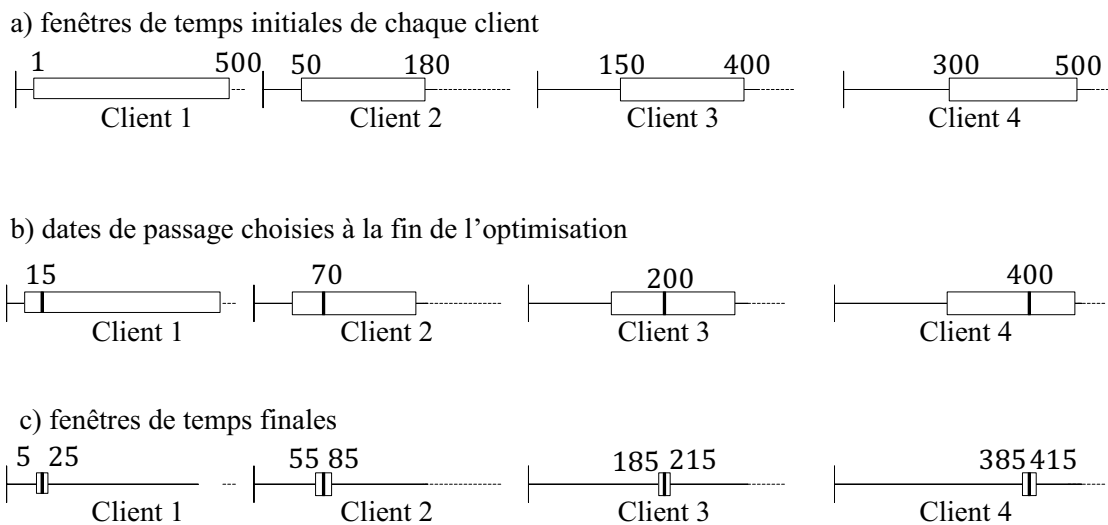 a) fenêtres de temps initiales de chaque client
1 500 50 180 150 400 300 500
Client 1 Client 2 Client 3 Client 4
b) dates de passage choisies à la fin de l’optimisation
15 70 200 400
Client 1 Client 2 Client 3 Client 4
c) fenêtres de temps finales
5 25 55 85 185 215 385 415
Client 1 Client 2 Client 3 Client 4